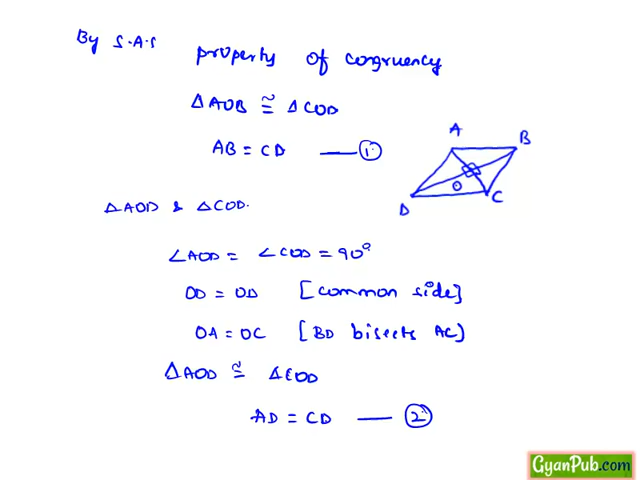 By S.A.S property of congruency
ΔAOB ≅ ΔCOD
AB = CD —— ①
A
B
O
C
D
ΔAOD & ΔCOD.
∠AOD = ∠COD = 90°
OD = OD [common side]
OA = OC [BD bisects AC)
ΔAOD ≅ ΔCOD
AD = CD —— ②
GyanPub.com